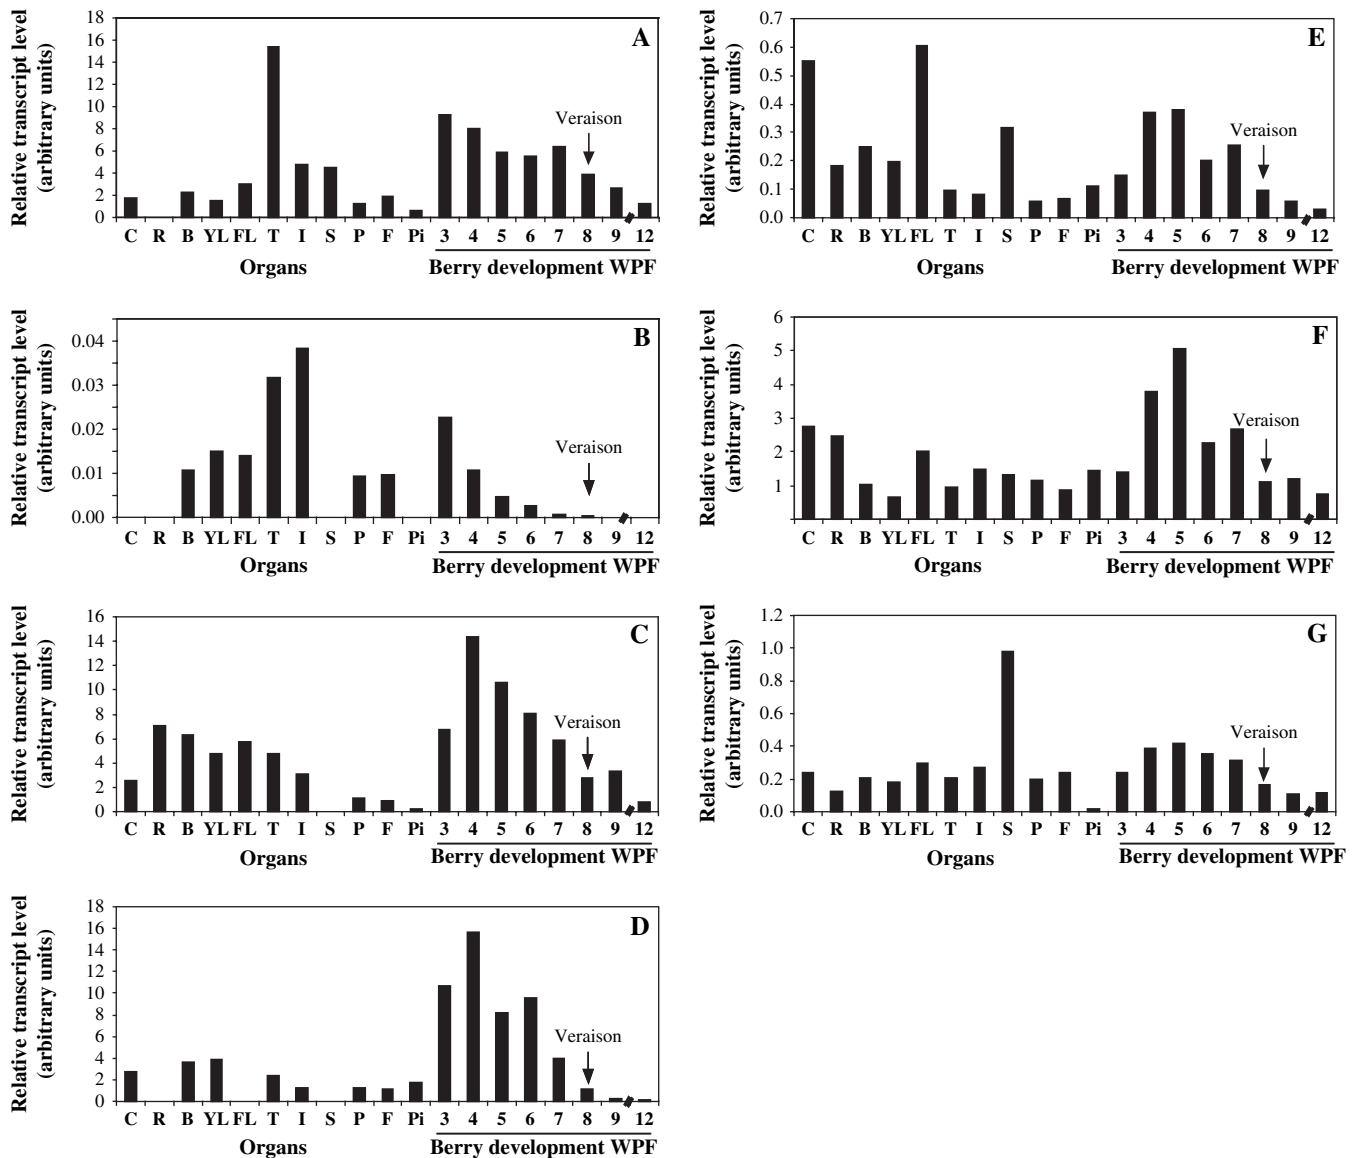 Relative transcript level
(arbitrary units)
18
16
14
12
10
8
6
4
2
0
A
Veraison
C R B YL FL T I S P F Pi 3 4 5 6 7 8 9 12
Organs Berry development WPF
Relative transcript level
(arbitrary units)
0.04
0.03
0.02
0.01
0.00
B
Veraison
C R B YL FL T I S P F Pi 3 4 5 6 7 8 9 12
Organs Berry development WPF
Relative transcript level
(arbitrary units)
16
14
12
10
8
6
4
2
0
C
Veraison
C R B YL FL T I S P F Pi 3 4 5 6 7 8 9 12
Organs Berry development WPF
Relative transcript level
(arbitrary units)
18
16
14
12
10
8
6
4
2
0
D
Veraison
C R B YL FL T I S P F Pi 3 4 5 6 7 8 9 12
Organs Berry development WPF
Relative transcript level
(arbitrary units)
0.7
0.6
0.5
0.4
0.3
0.2
0.1
0.0
E
Veraison
C R B YL FL T I S P F Pi 3 4 5 6 7 8 9 12
Organs Berry development WPF
Relative transcript level
(arbitrary units)
6
5
4
3
2
1
F
Veraison
C R B YL FL T I S P F Pi 3 4 5 6 7 8 9 12
Organs Berry development WPF
Relative transcript level
(arbitrary units)
1.2
1.0
0.8
0.6
0.4
0.2
0.0
G
Veraison
C R B YL FL T I S P F Pi 3 4 5 6 7 8 9 12
Organs Berry development WPF